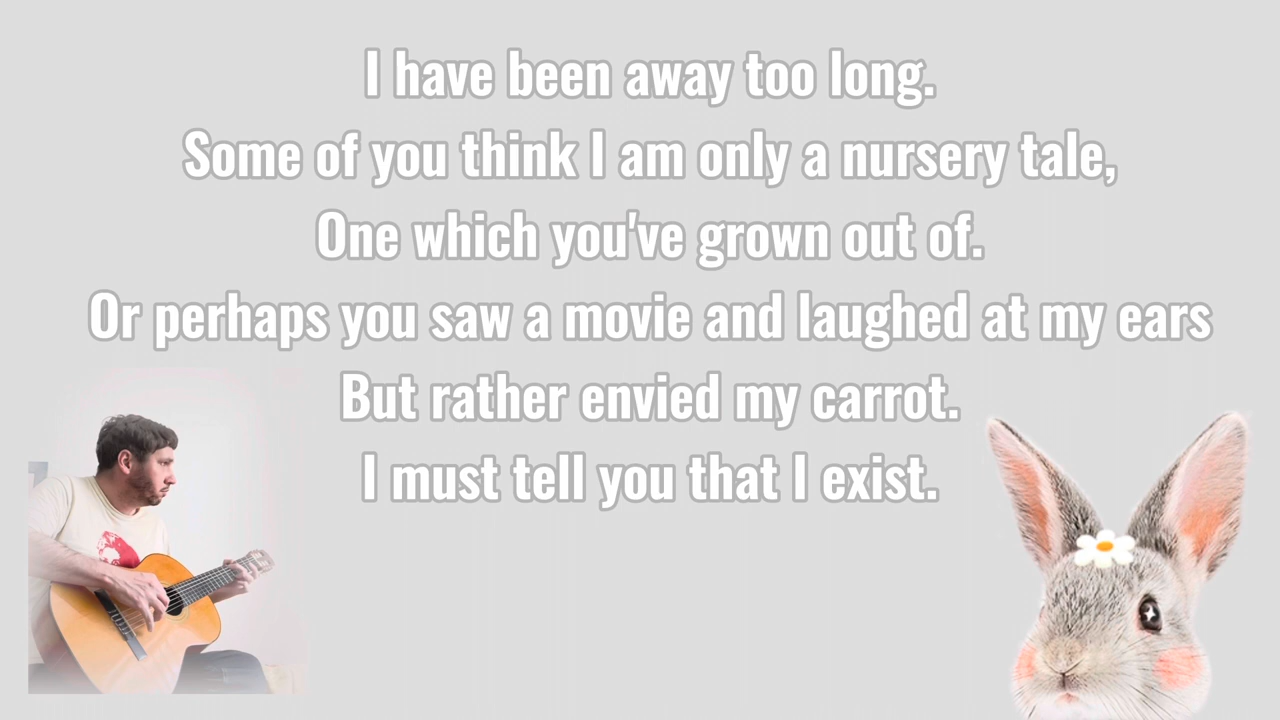 I have been away too long.
Some of you think I am only a nursery tale,
One which you've grown out of.
Or perhaps you saw a movie and laughed at my ears
But rather envied my carrot.
I must tell you that I exist.